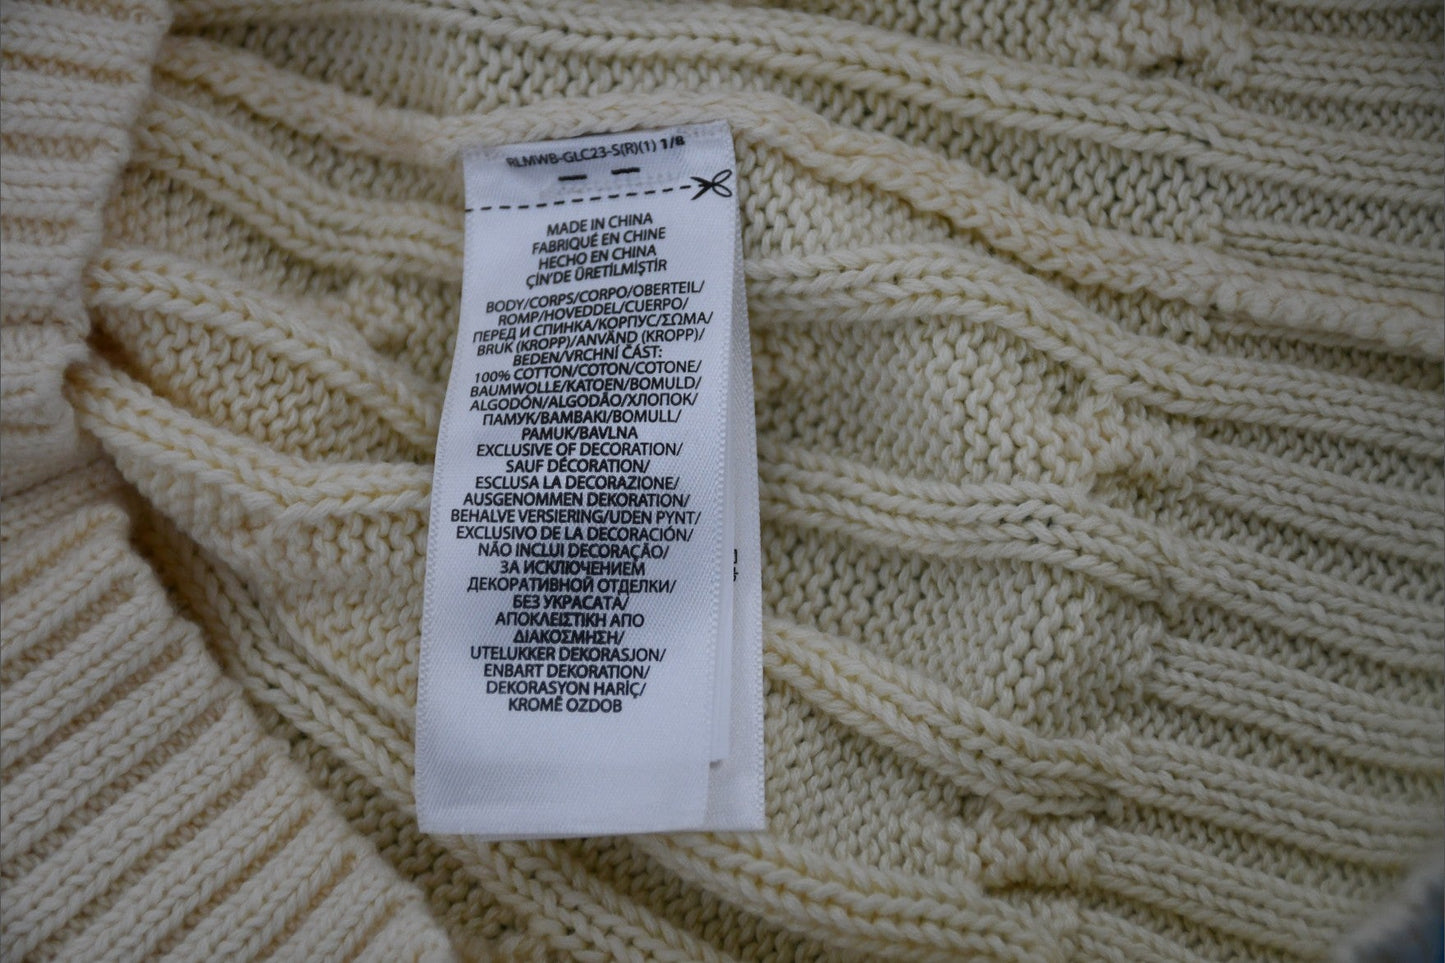 RLMWB-GLC23-S(R)(1) 1/8
MADE IN CHINA
FABRIQUÉ EN CHINE
HECHO EN CHINA
ÇİN'DE ÜRETİLMİŞTİR
BODY/CORPS/CORPO/OBERTEIL/
ROMP/HOVEDDEL/CUERPO/
ПЕРЕД И СПИНКА/КОРПУС/ΣΩΜΑ/
BRUK (KROPP)/ANVÄND (KROPP)/
BEDEN/VRCHNÍ ČÁST:
100% COTTON/COTON/COTONE/
BAUMWOLLE/KATOEN/BOMULD/
ALGODÓN/ALGODÃO/ХЛОПОК/
ПАМУК/ΒΑΜΒΑΚΙ/BOMULL/
PAMUK/BAVLNA
EXCLUSIVE OF DECORATION/
SAUF DÉCORATION/
ESCLUSA LA DECORAZIONE/
AUSGENOMMEN DEKORATION/
BEHALVE VERSIERING/UDEN PYNT/
EXCLUSIVO DE LA DECORACIÓN/
NÃO INCLUI DECORAÇÃO/
ЗА ИСКЛЮЧЕНИЕМ
ДЕКОРАТИВНОЙ ОТДЕЛКИ/
БЕЗ УКРАСАТА/
ΑΠΟΚΛΕΙΣΤΙΚΗ ΑΠΟ
ΔΙΑΚΟΣΜΗΣΗ/
UTELUKKER DEKORASJON/
ENBART DEKORATION/
DEKORASYON HARİÇ/
KROMĚ OZDOB